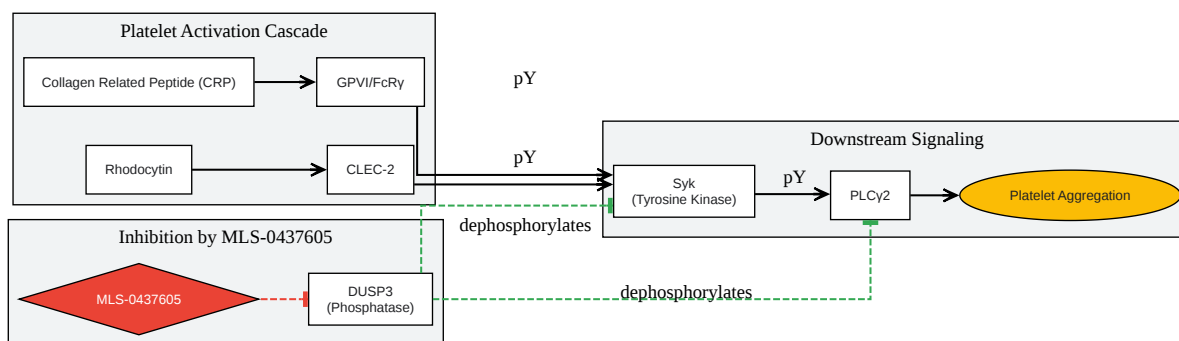 Platelet Activation Cascade
Collagen Related Peptide (CRP)
GPVI/FcRγ
pY
Rhodocytin
CLEC-2
pY
Downstream Signaling
Syk
(Tyrosine Kinase)
pY
PLCγ2
Platelet Aggregation
dephosphorylates
Inhibition by MLS-0437605
MLS-0437605
DUSP3
(Phosphatase)
dephosphorylates